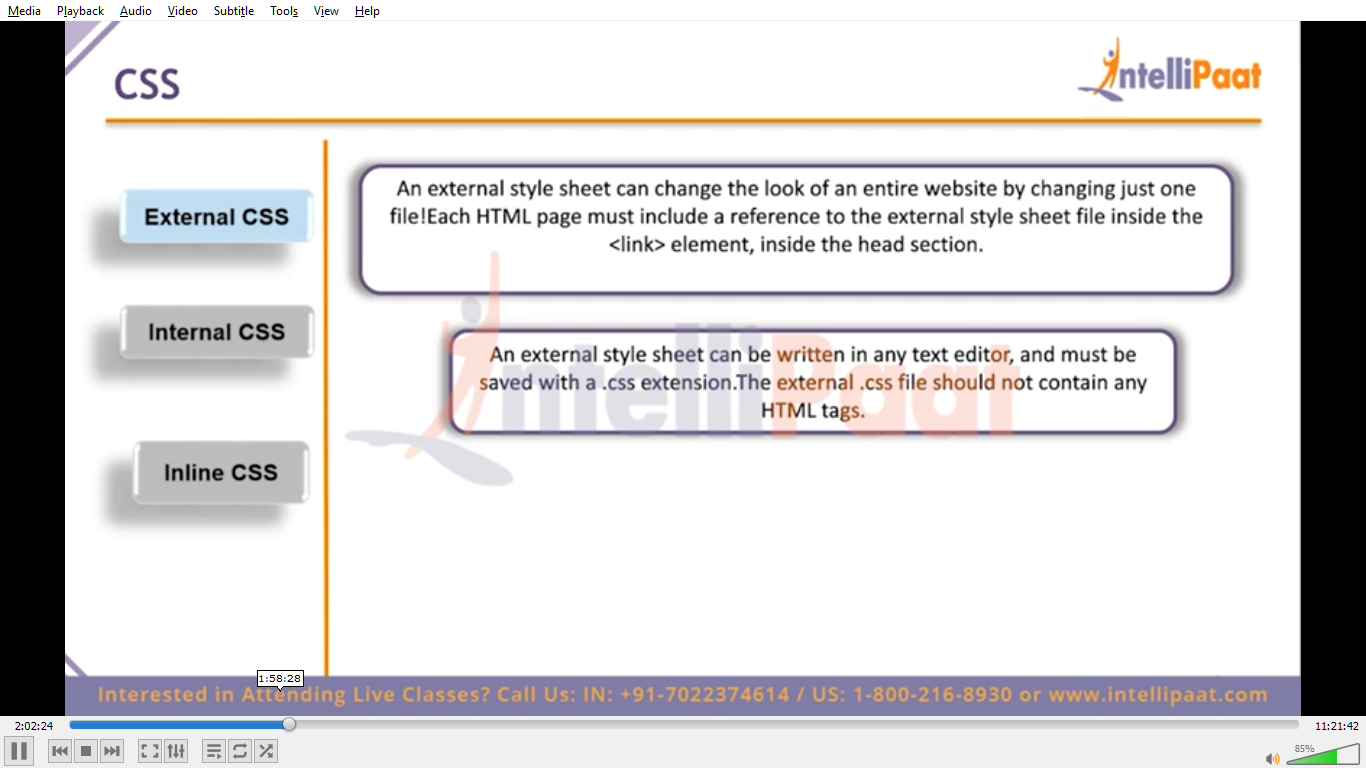 Media Playback Audio Video Subtitle Tools View Help
CSS
IntelliPaat
External CSS
An external style sheet can change the look of an entire website by changing just one
file!Each HTML page must include a reference to the external style sheet file inside the
<link> element, inside the head section.
Internal CSS
An external style sheet can be written in any text editor, and must be
saved with a .css extension.The external .css file should not contain any
HTML tags.
IntelliPaat
Inline CSS
1:58:28
Interested in Attending Live Classes? Call Us: IN: +91-7022374614 / US: 1-800-216-8930 or www.intellipaat.com
2:02:24 11:21:42
85%